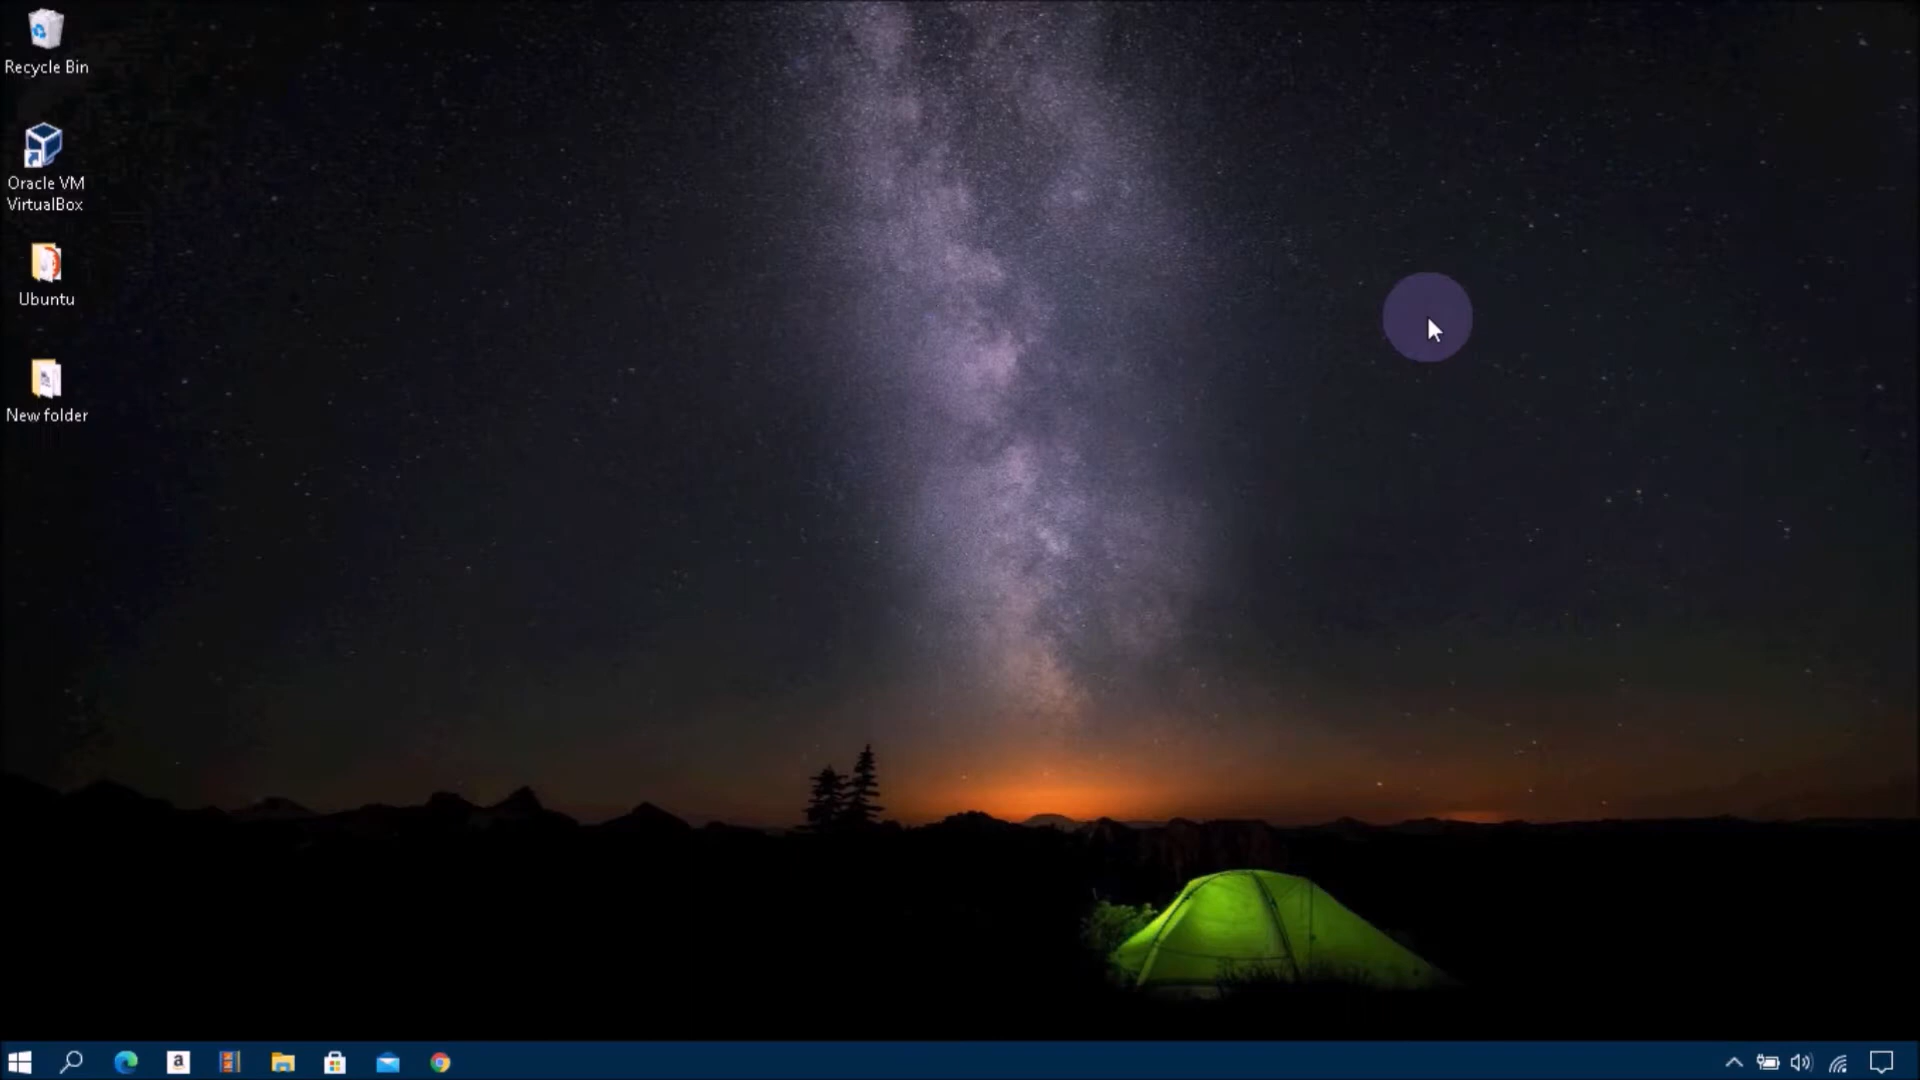 Recycle Bin
Oracle VM
VirtualBox
Ubuntu
New folder
a